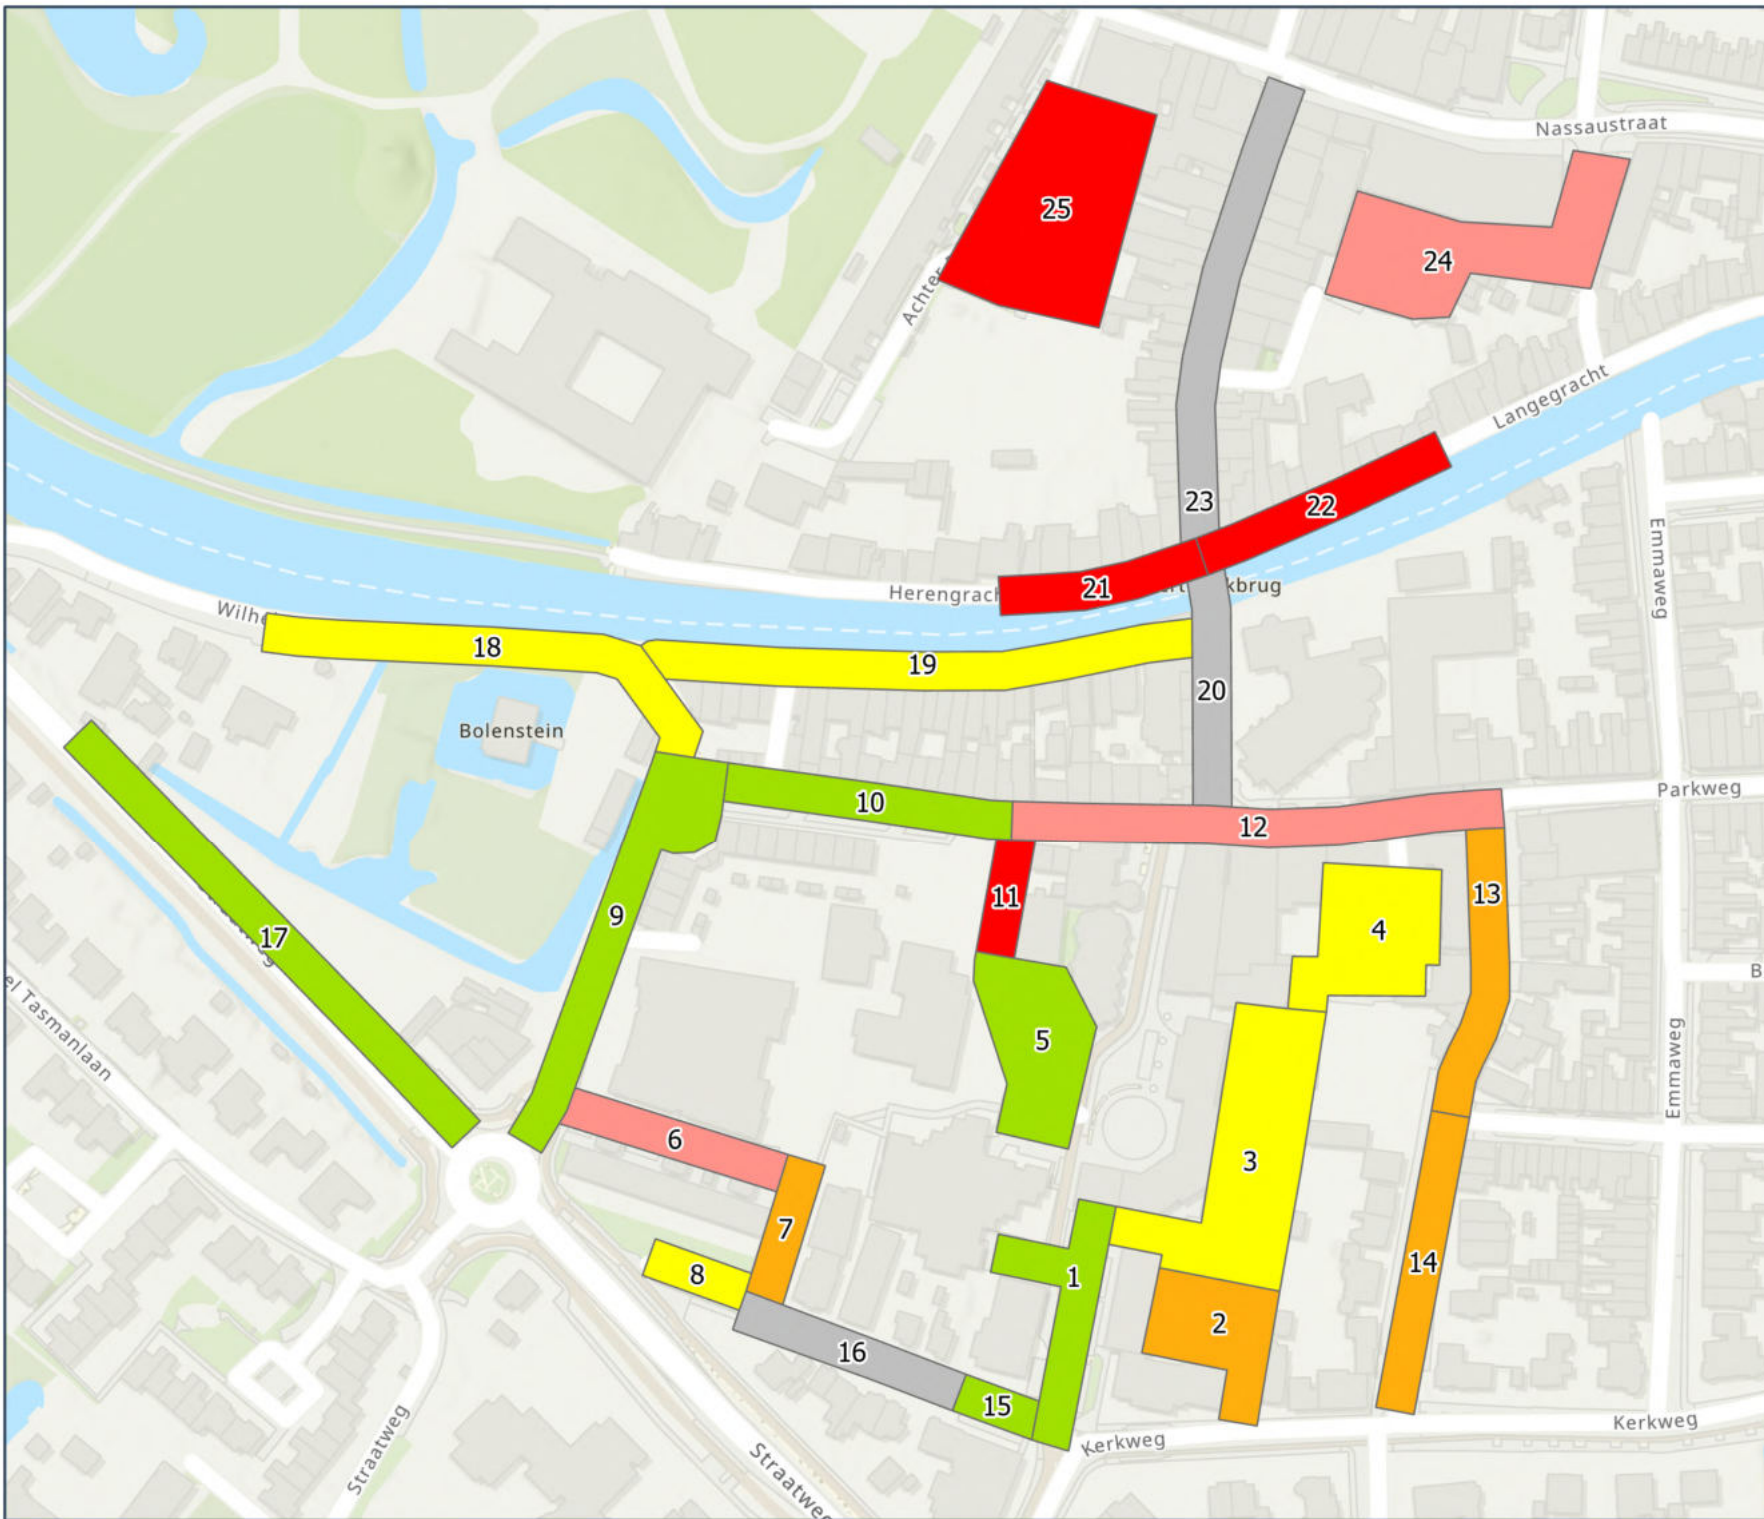 Nassaustraat
25
24
Achter
Langegracht
23
22
Emmaweg
21
Herengrach
kbrug
Wilhe
18
19
20
Bolenstein
Parkweg
10
12
11
13
9
4
17
el Tasmanlaan
B
5
Emmaweg
6
3
7
8
1
14
2
16
15
Straatweg
Kerkweg
Kerkweg
Straatweg